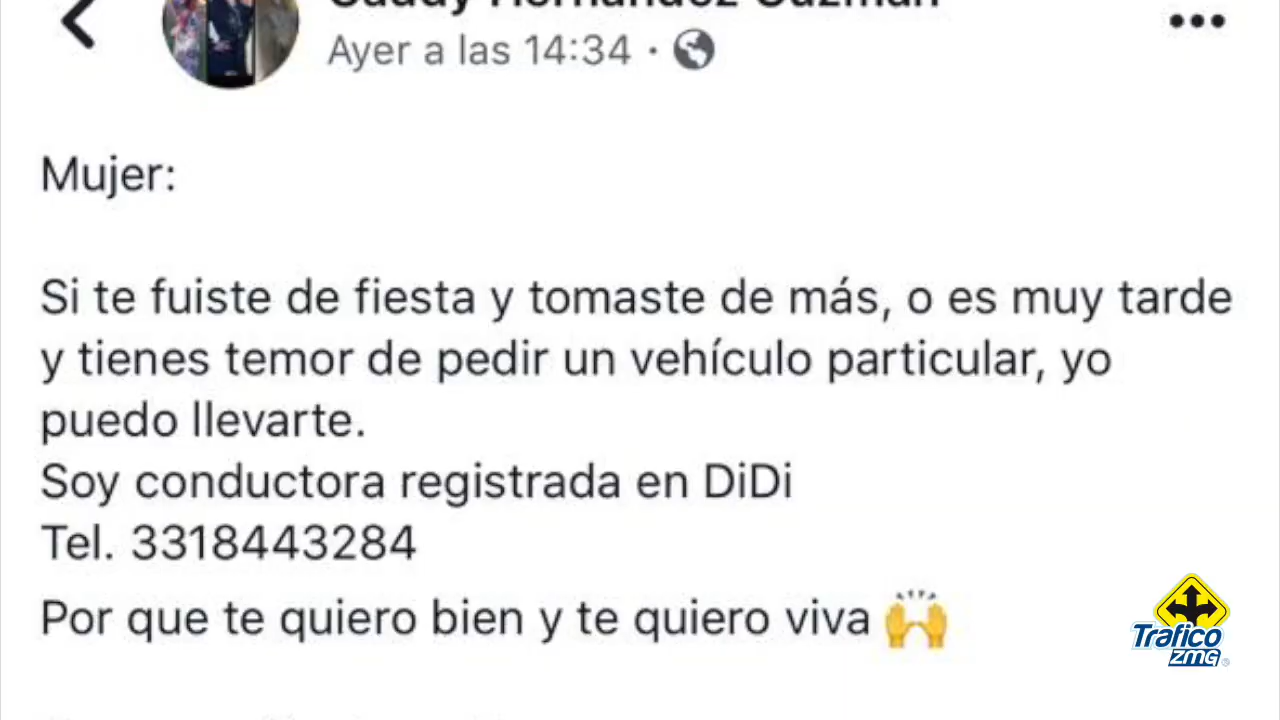 Ayer a las 14:34 ·
Mujer:
Si te fuiste de fiesta y tomaste de más, o es muy tarde
y tienes temor de pedir un vehículo particular, yo
puedo llevarte.
Soy conductora registrada en DiDi
Tel. 3318443284
Por que te quiero bien y te quiero viva 🙌
Trafico
ZMG